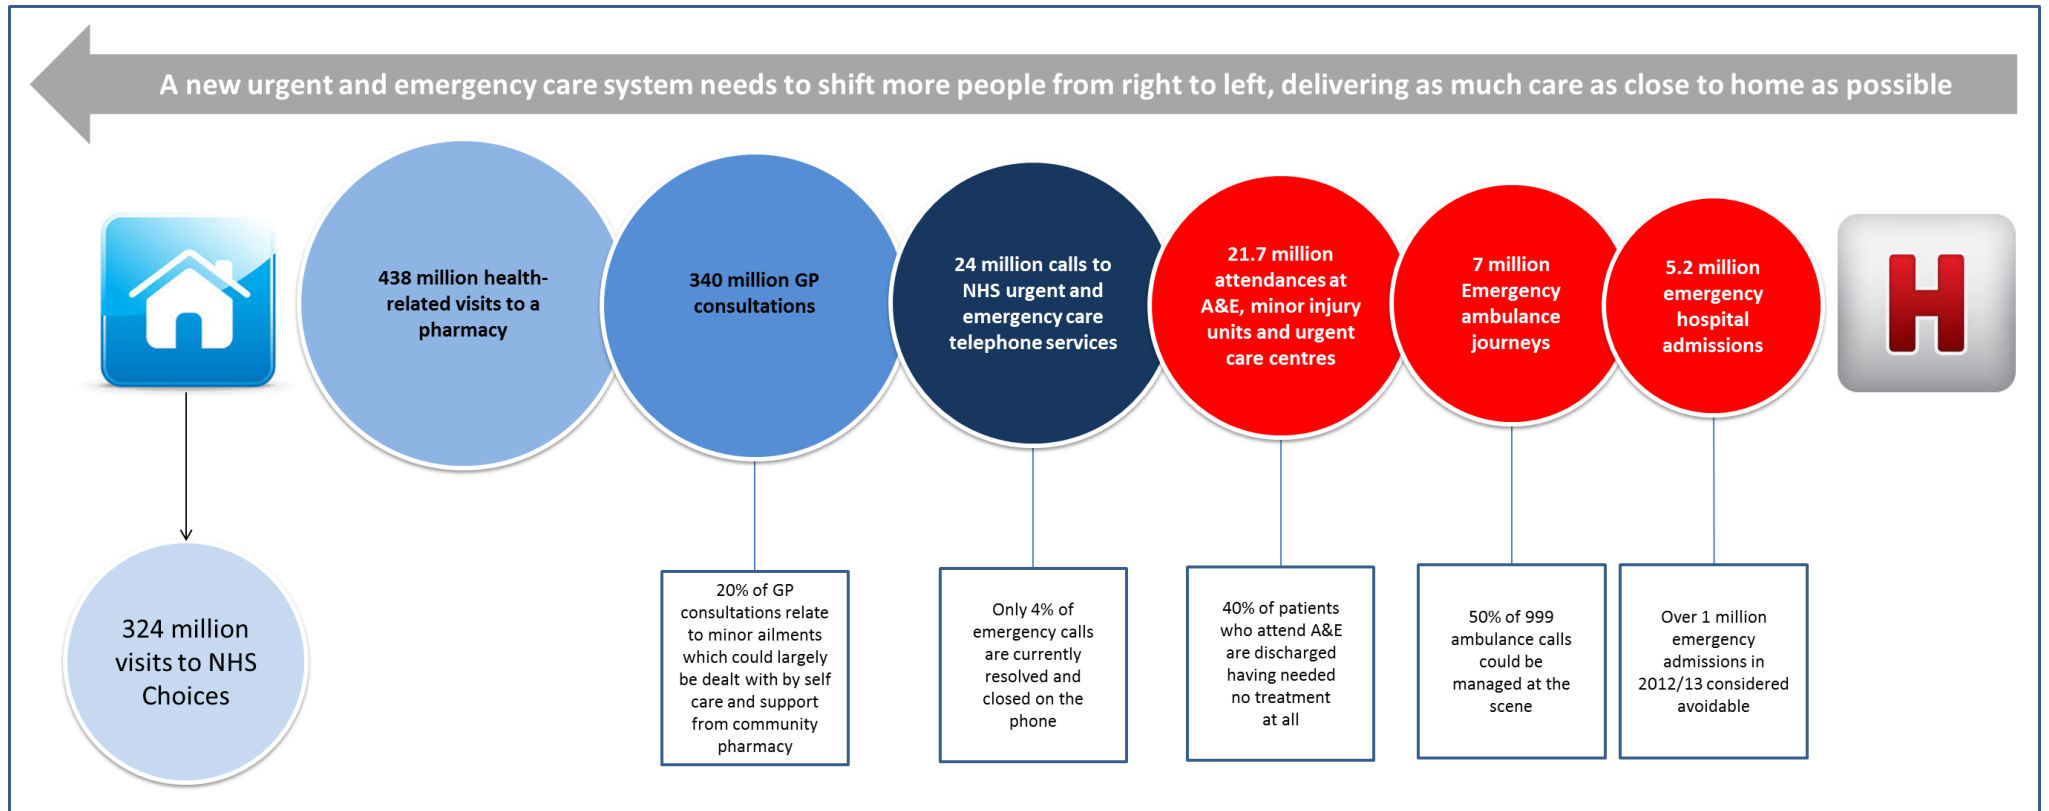 A new urgent and emergency care system needs to shift more people from right to left, delivering as much care as close to home as possible
438 million health-
related visits to a
pharmacy
340 million GP
consultations
24 million calls to
NHS urgent and
emergency care
telephone services
21.7 million
attendances at
A&E, minor injury
units and urgent
care centres
7 million
Emergency
ambulance
journeys
5.2 million
emergency
hospital
admissions
H
324 million
visits to NHS
Choices
20% of GP
consultations relate
to minor ailments
which could largely
be dealt with by self
care and support
from community
pharmacy
Only 4% of
emergency calls
are currently
resolved and
closed on the
phone
40% of patients
who attend A&E
are discharged
having needed
no treatment
at all
50% of 999
ambulance calls
could be
managed at the
scene
Over 1 million
emergency
admissions in
2012/13 considered
avoidable